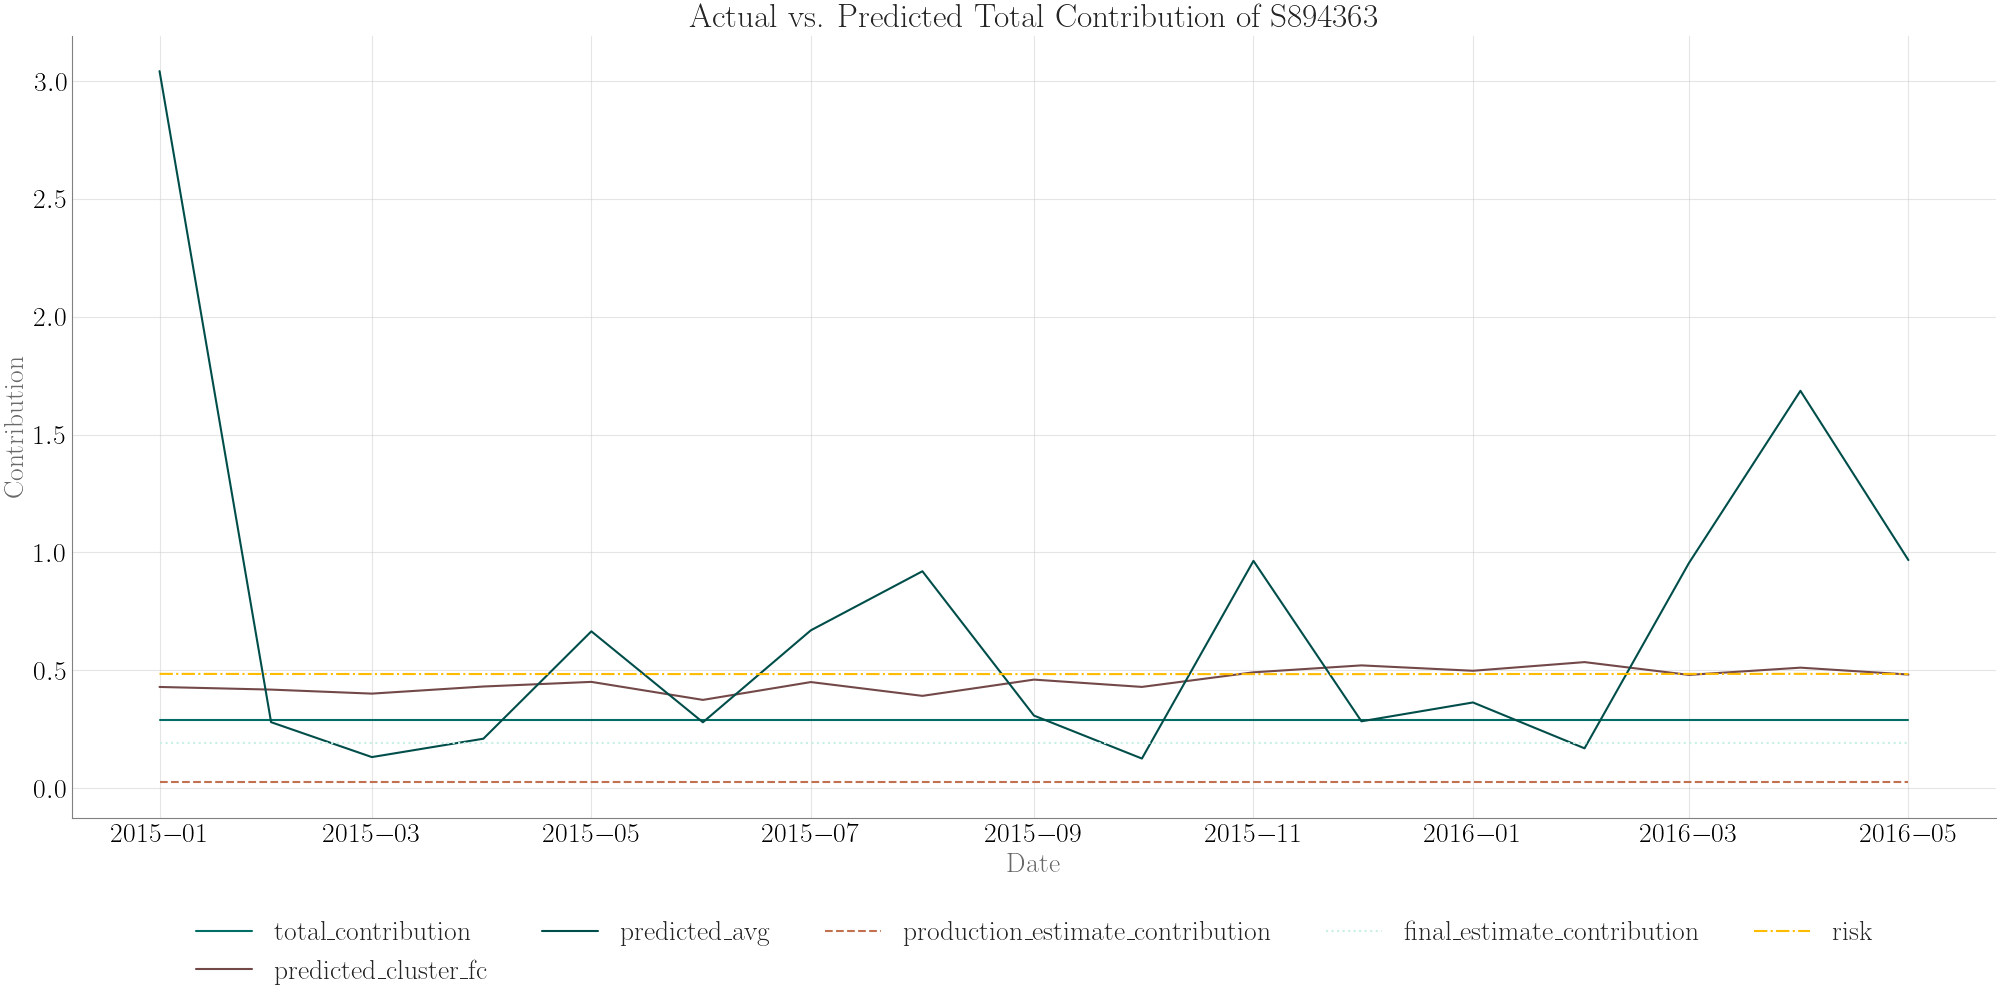 Actual vs. Predicted Total Contribution of S894363
Contribution
3.0
2.5
2.0
1.5
1.0
0.5
0.0
2015–01 2015–03 2015–05 2015–07 2015–09 2015–11 2016–01 2016–03 2016–05
Date
total_contribution predicted_avg production_estimate_contribution final_estimate_contribution risk
predicted_cluster_fc